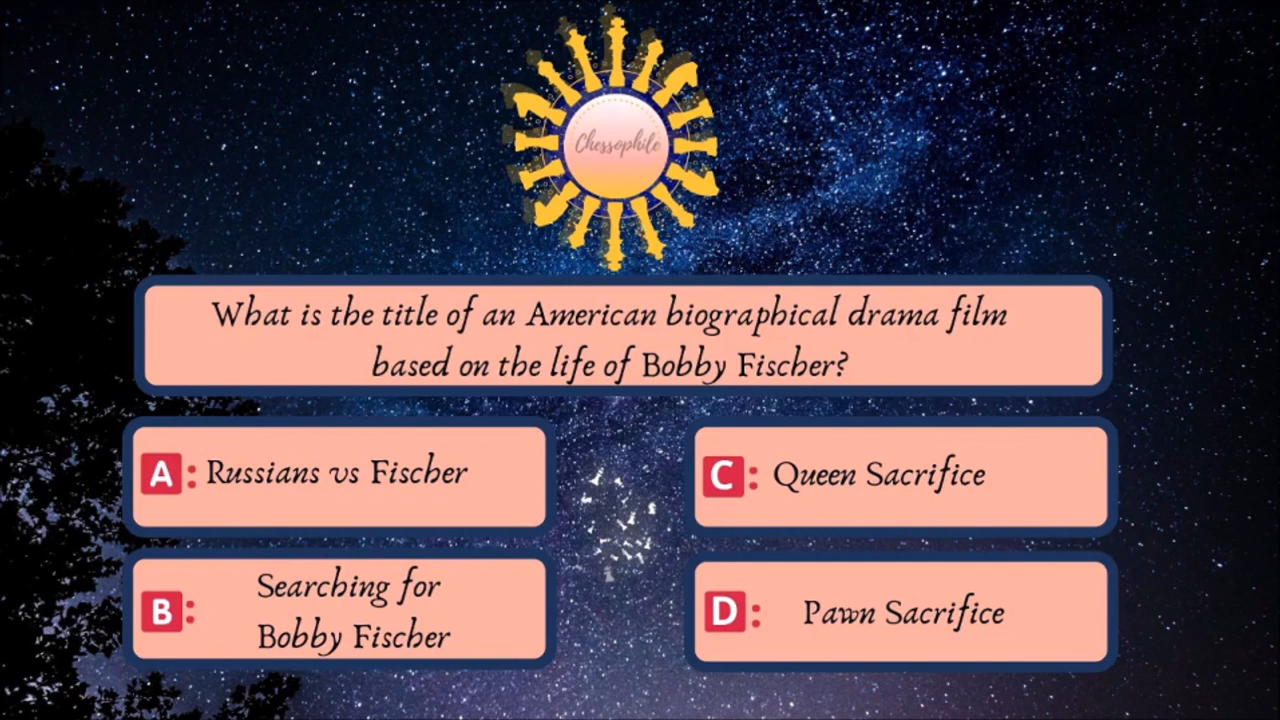 Chessophile
What is the title of an American biographical drama film
based on the life of Bobby Fischer?
A: Russians vs Fischer
B: Searching for
Bobby Fischer
C: Queen Sacrifice
D: Pawn Sacrifice